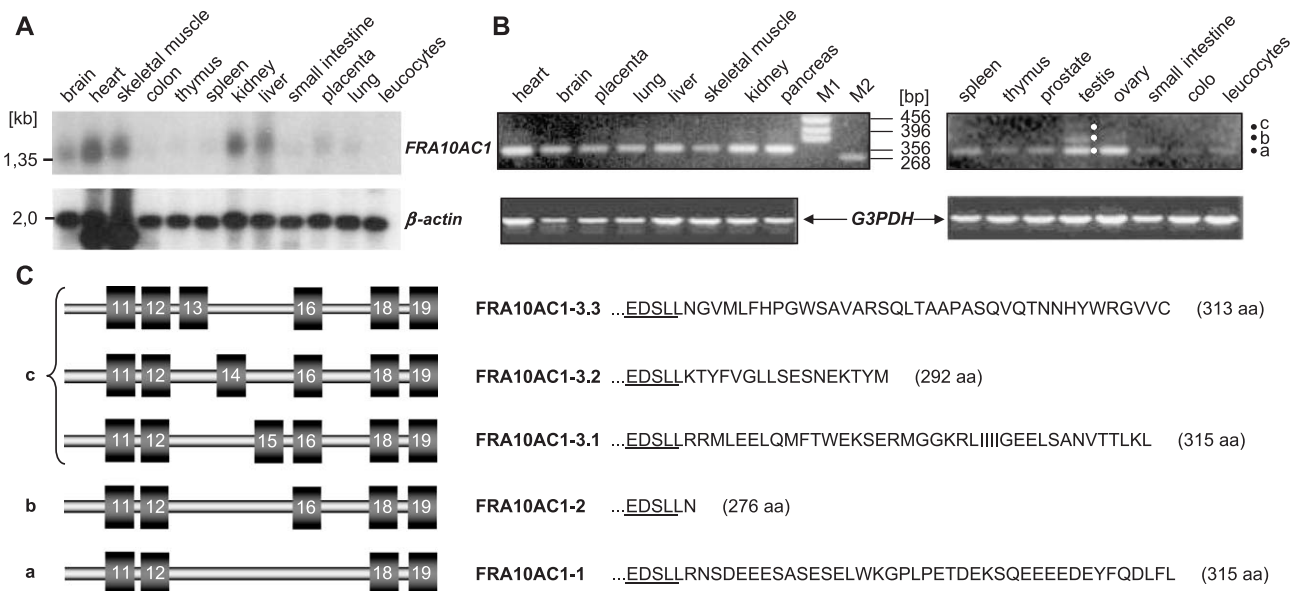 A
brain
heart
skeletal muscle
colon
thymus
spleen
kidney
liver
small intestine
placenta
lung
leucocytes
[kb]
1,35
FRA10AC1
2,0
β-actin
B
heart
brain
placenta
lung
liver
skeletal muscle
kidney
pancreas
M1
M2
[bp]
456
396
356
268
spleen
thymus
prostate
testis
ovary
small intestine
colo
leucocytes
c
b
a
G3PDH
C
c
11 12 13 16 18 19
FRA10AC1-3.3 ...EDSLLNGVMLFHPGWSAVARSQLTAAPASQVQTNNHYWRGVVC (313 aa)
11 12 14 16 18 19
FRA10AC1-3.2 ...EDSLLKTYFVGLLSESNEKTYM (292 aa)
11 12 15 16 18 19
FRA10AC1-3.1 ...EDSLLRRMLEELQMFTWEKSERMGGKRLIIIIGEELSANVTTLKL (315 aa)
b 11 12 16 18 19
FRA10AC1-2 ...EDSLLN (276 aa)
a 11 12 18 19
FRA10AC1-1 ...EDSLLRNSDEEESASESELWKGPLPETDEKSQEEEEDEYFQDLFL (315 aa)